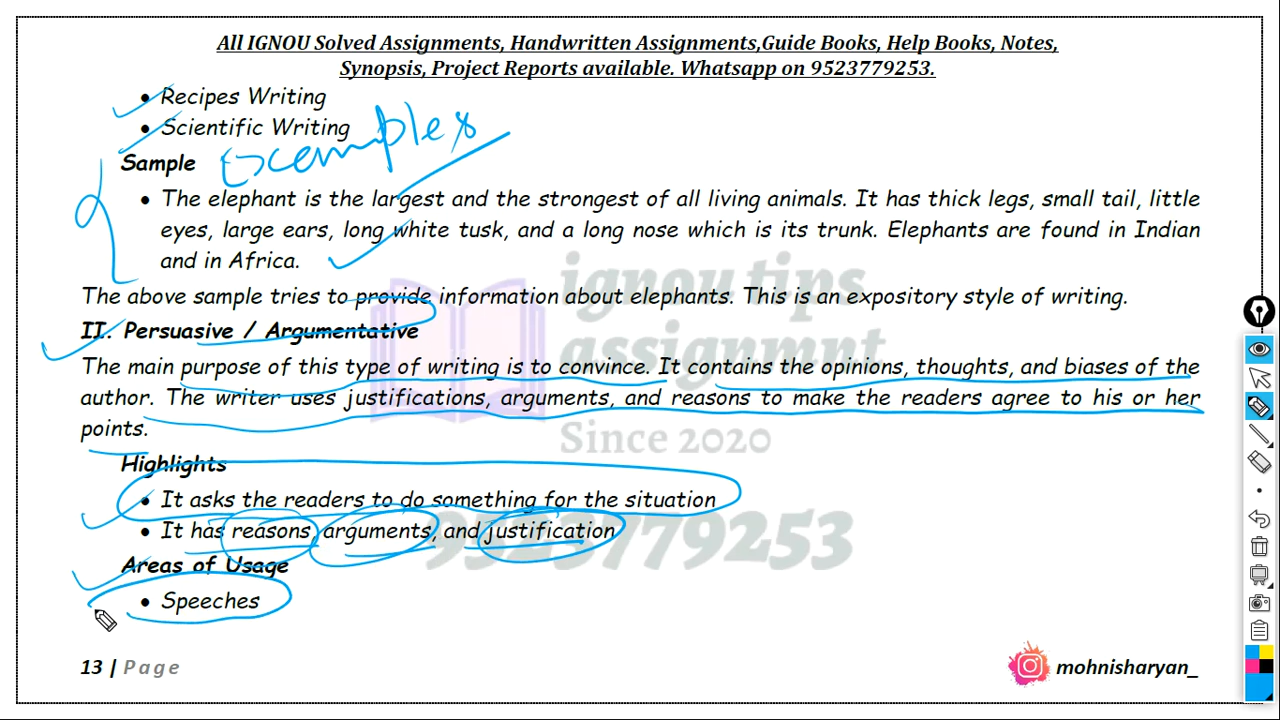 All IGNOU Solved Assignments, Handwritten Assignments,Guide Books, Help Books, Notes,
Synopsis, Project Reports available. Whatsapp on 9523779253.
• Recipes Writing
• Scientific Writing
Examples
Sample
• The elephant is the largest and the strongest of all living animals. It has thick legs, small tail, little
eyes, large ears, long white tusk, and a long nose which is its trunk. Elephants are found in Indian
and in Africa.
ignou tips
The above sample tries to provide information about elephants. This is an expository style of writing.
II. Persuasive / Argumentative
assignmnt
The main purpose of this type of writing is to convince. It contains the opinions, thoughts, and biases of the
author. The writer uses justifications, arguments, and reasons to make the readers agree to his or her
points.
Since 2020
Highlights
• It asks the readers to do something for the situation
• It has reasons, arguments, and justification
9523779253
Areas of Usage
• Speeches
13 | Page
mohnisharyan_